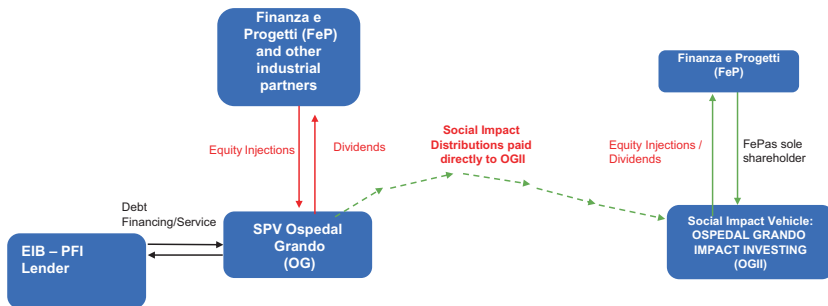 Finanza e
Progetti (FeP)
and other
industrial
partners
Finanza e Progetti
(FeP)
Equity Injections
Dividends
Social Impact
Distributions paid
directly to OGII
Equity Injections /
Dividends
FePas sole
shareholder
Debt
Financing/Service
EIB – PFI
Lender
SPV Ospedal
Grando
(OG)
Social Impact Vehicle:
OSPEDAL GRANDO
IMPACT INVESTING
(OGII)